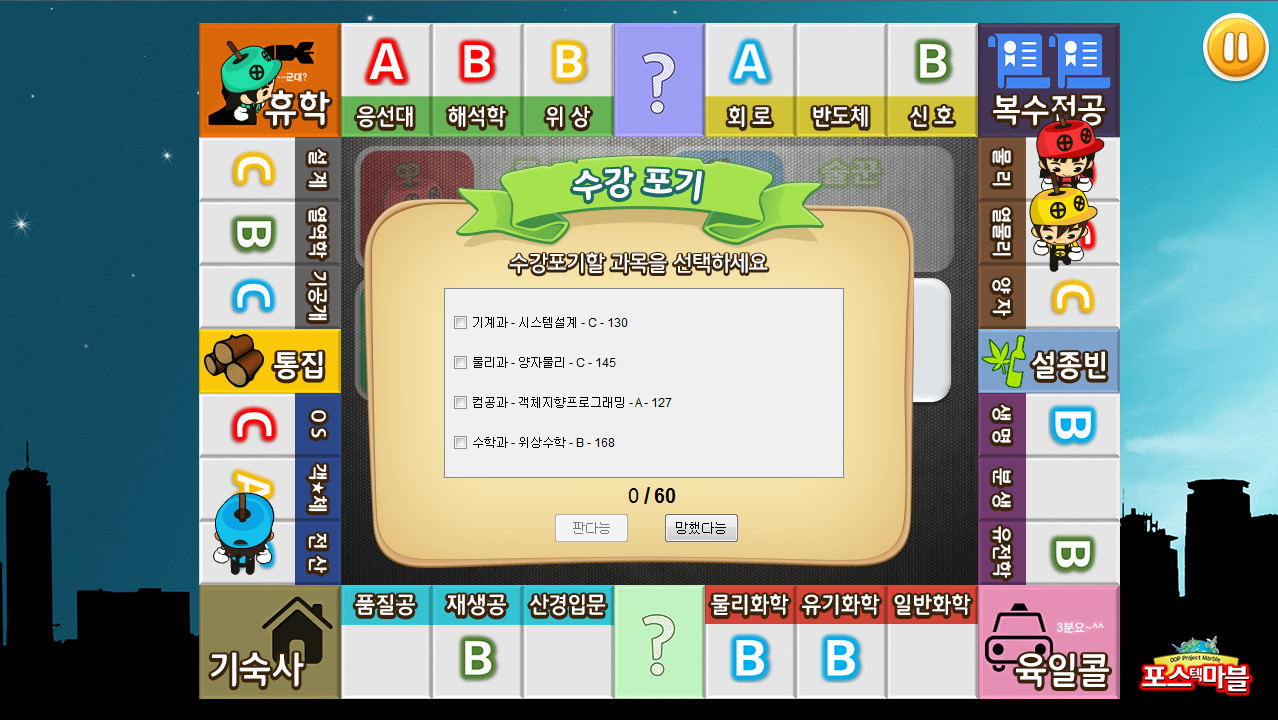 ...군대?
휴학
A
응선대
B
해석학
B
위상
?
A
회로
반도체
B
신호
복수전공
C
설계
B
열역학
C
기공개
통집
C
OS
A
객★체
전산
물리
열물리
C
양자
설종빈
B
생명
분생
B
유전학
수강 포기
수강포기할 과목을 선택하세요
기계과 - 시스템설계 - C - 130
물리과 - 양자물리 - C - 145
컴공과 - 객체지향프로그래밍 - A - 127
수학과 - 위상수학 - B - 168
0 / 60
판다능
망했다능
술꾼
기숙사
품질공
재생공
B
산경입문
?
물리화학
B
유기화학
B
일반화학
3분요~^^
육일콜
OOP Project Marble
포스텍마블